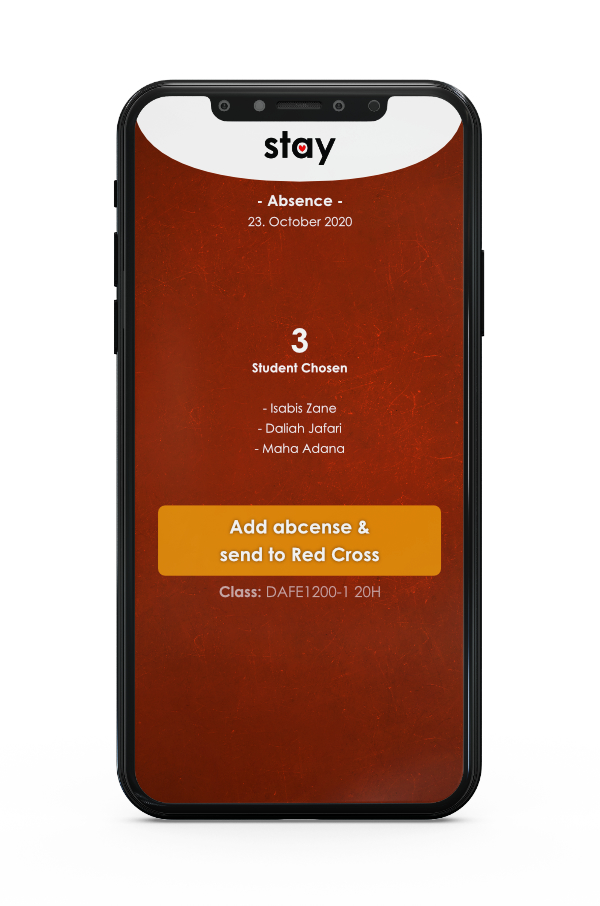 stay
- Absence -
23. October 2020
3
Student Chosen
- Isabis Zane
- Daliah Jafari
- Maha Adana
Add abcense &
send to Red Cross
Class: DAFE1200-1 20H